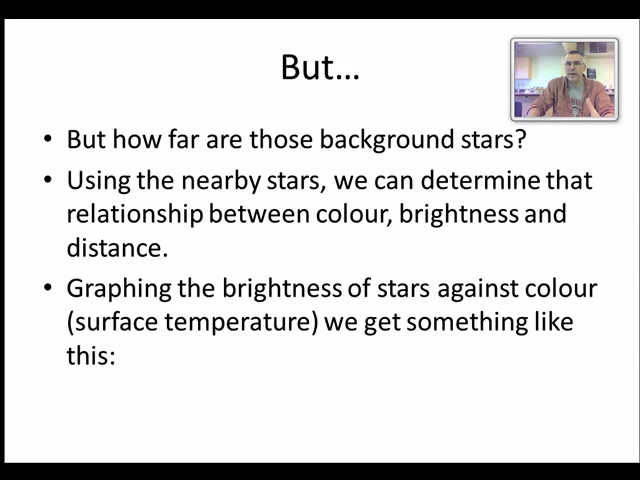 But…
• But how far are those background stars?
• Using the nearby stars, we can determine that
relationship between colour, brightness and
distance.
• Graphing the brightness of stars against colour
(surface temperature) we get something like
this: